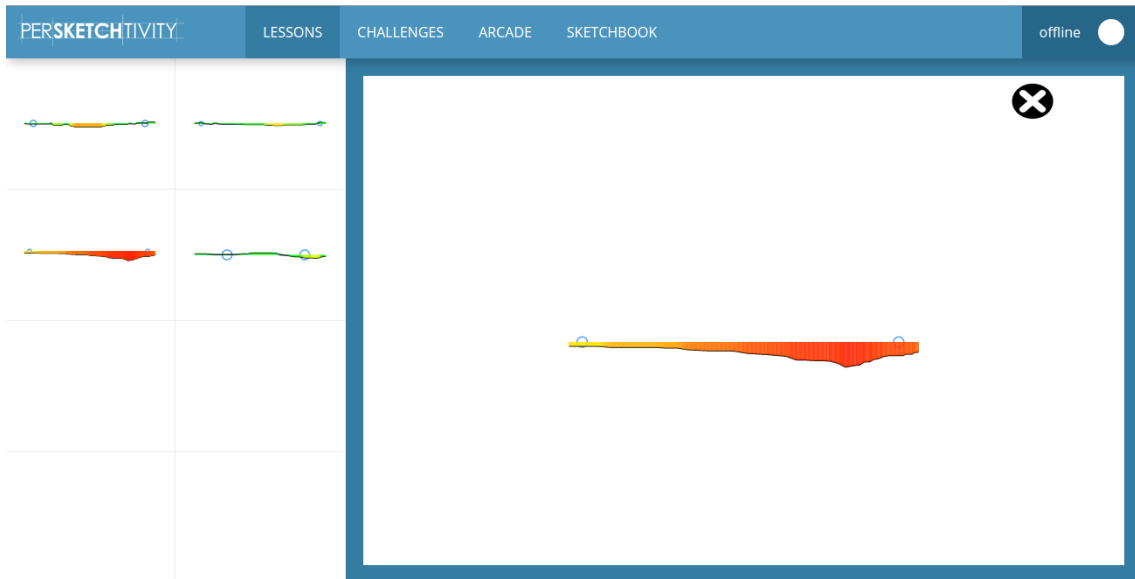 PERSKETCHTIVITY
LESSONS
CHALLENGES
ARCADE
SKETCHBOOK
offline